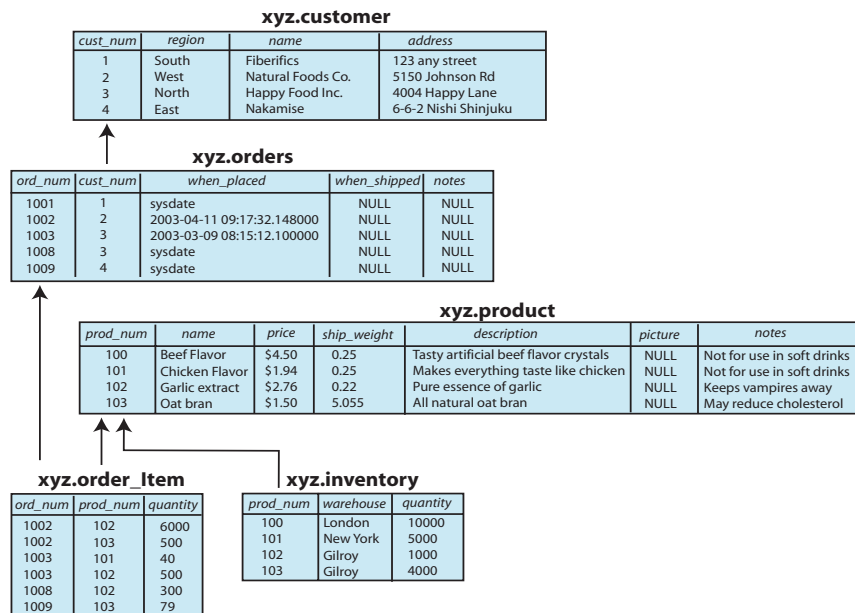 xyz.customer
cust_num region name address
1 South Fiberifics 123 any street
2 West Natural Foods Co. 5150 Johnson Rd
3 North Happy Food Inc. 4004 Happy Lane
4 East Nakamise 6-6-2 Nishi Shinjuku
xyz.orders
ord_num cust_num when_placed when_shipped notes
1001 1 sysdate NULL NULL
1002 2 2003-04-11 09:17:32.148000 NULL NULL
1003 3 2003-03-09 08:15:12.100000 NULL NULL
1008 3 sysdate NULL NULL
1009 4 sysdate NULL NULL
xyz.product
prod_num name price ship_weight description picture notes
100 Beef Flavor $4.50 0.25 Tasty artificial beef flavor crystals NULL Not for use in soft drinks
101 Chicken Flavor $1.94 0.25 Makes everything taste like chicken NULL Not for use in soft drinks
102 Garlic extract $2.76 0.22 Pure essence of garlic NULL Keeps vampires away
103 Oat bran $1.50 5.055 All natural oat bran NULL May reduce cholesterol
xyz.order_Item
ord_num prod_num quantity
1002 102 6000
1002 103 500
1003 101 40
1003 102 500
1008 102 300
1009 103 79
xyz.inventory
prod_num warehouse quantity
100 London 10000
101 New York 5000
102 Gilroy 1000
103 Gilroy 4000